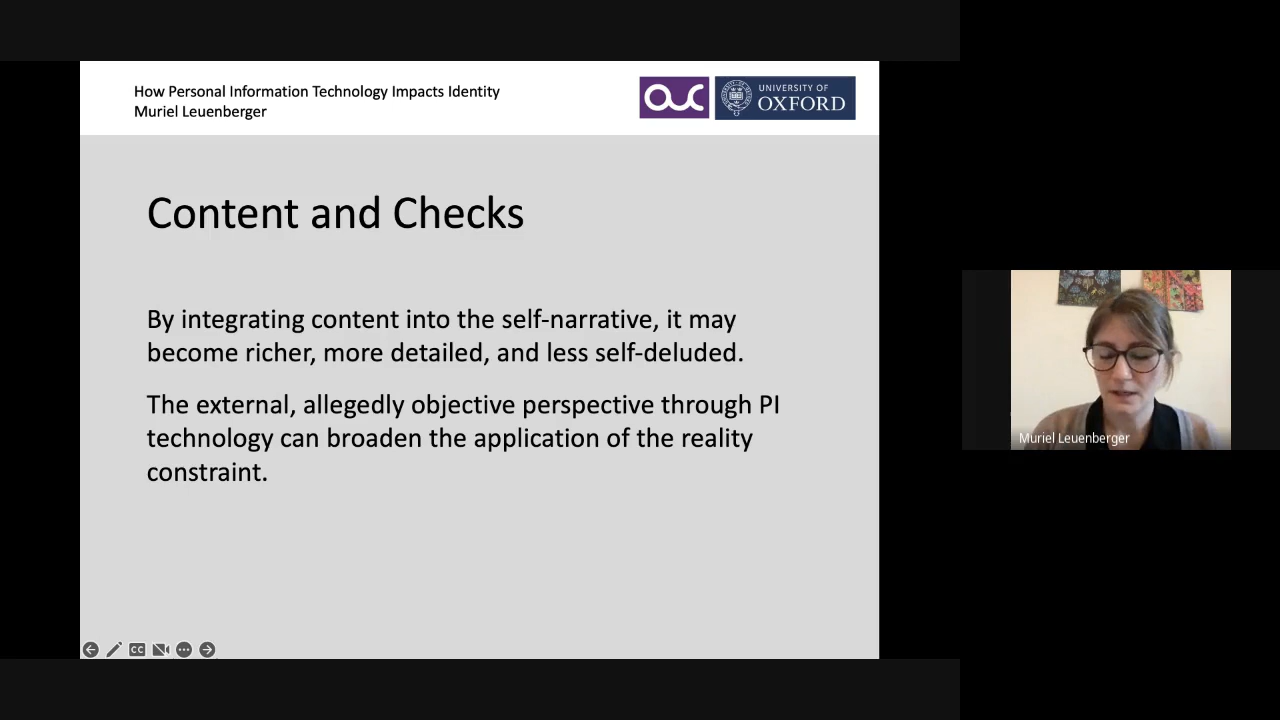 How Personal Information Technology Impacts Identity
Muriel Leuenberger
OUC
UNIVERSITY OF
OXFORD
Content and Checks
By integrating content into the self-narrative, it may
become richer, more detailed, and less self-deluded.
The external, allegedly objective perspective through PI
technology can broaden the application of the reality
constraint.
CC
Muriel Leuenberger